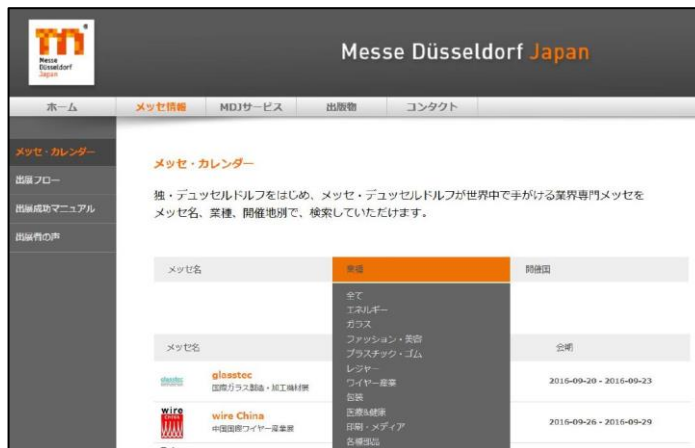 Messe
Düsseldorf
Japan
Messe Düsseldorf Japan
ホーム
メッセ情報
MDJサービス
出版物
コンタクト
メッセ・カレンダー
出展フロー
出展成功マニュアル
出展者の声
メッセ・カレンダー
独・デュッセルドルフをはじめ、メッセ・デュッセルドルフが世界中で手がける業界専門メッセを
メッセ名、業種、開催地別で、検索していただけます。
メッセ名
業種
開催国
全て
エネルギー
ガラス
ファッション・美容
プラスチック・ゴム
レジャー
ワイヤー産業
包装
医療&健康
印刷・メディア
各種部品
メッセ名
会期
glasstec
glasstec
国際ガラス製造・加工機材展
2016-09-20 - 2016-09-23
wire
wire China
中国国際ワイヤー産業展
2016-09-26 - 2016-09-29